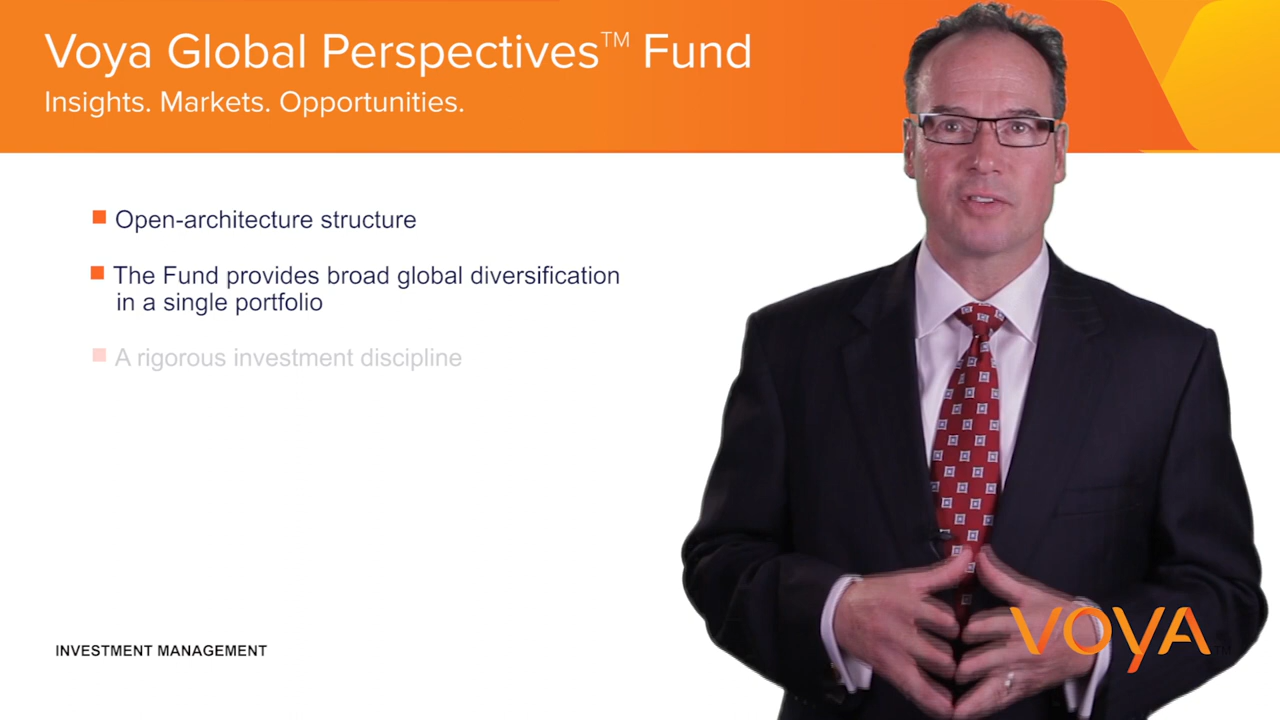 Voya Global Perspectives™ Fund
Insights. Markets. Opportunities.
Open-architecture structure
The Fund provides broad global diversification
in a single portfolio
A rigorous investment discipline
INVESTMENT MANAGEMENT
VOYA™